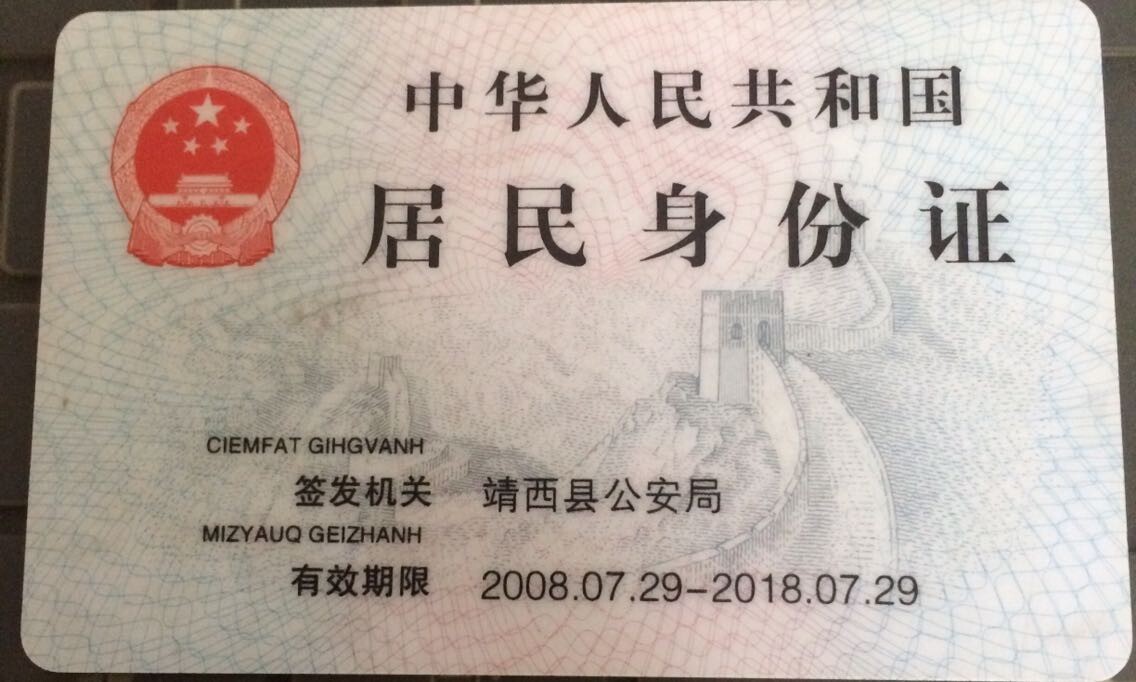 中华人民共和国
居民身份证
CIEMFAT GIHGVANH
签发机关 靖西县公安局
MIZYAUQ GEIZHANH
有效期限 2008.07.29-2018.07.29